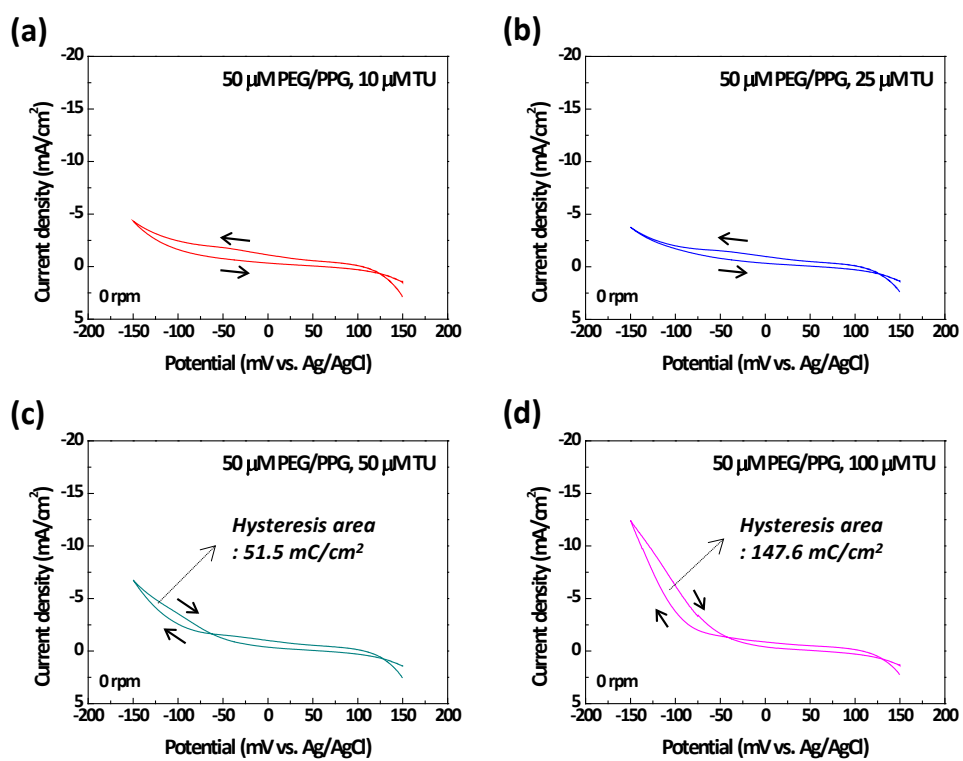 (a)
50 μM PEG/PPG, 10 μM TU
Current density (mA/cm²)
-20
-15
-10
-5
0
5
0 rpm
-200 -150 -100 -50 0 50 100 150 200
Potential (mV vs. Ag/AgCl)
(b)
50 μM PEG/PPG, 25 μM TU
Current density (mA/cm²)
-20
-15
-10
-5
0
5
0 rpm
-200 -150 -100 -50 0 50 100 150 200
Potential (mV vs. Ag/AgCl)
(c)
50 μM PEG/PPG, 50 μM TU
Hysteresis area
: 51.5 mC/cm²
Current density (mA/cm²)
-20
-15
-10
-5
0
5
0 rpm
-200 -150 -100 -50 0 50 100 150 200
Potential (mV vs. Ag/AgCl)
(d)
50 μM PEG/PPG, 100 μM TU
Hysteresis area
: 147.6 mC/cm²
Current density (mA/cm²)
-20
-15
-10
-5
0
5
0 rpm
-200 -150 -100 -50 0 50 100 150 200
Potential (mV vs. Ag/AgCl)